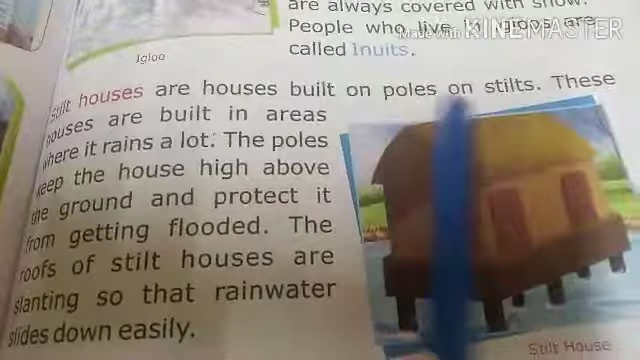 are always covered with snow.
People who live in igloos are
called Inuits.
Igloo
Made with KINEMASTER
Stilt houses are houses built on poles on stilts. These
houses are built in areas
where it rains a lot. The poles
keep the house high above
the ground and protect it
from getting flooded. The
roofs of stilt houses are
slanting so that rainwater
slides down easily.
Stilt House